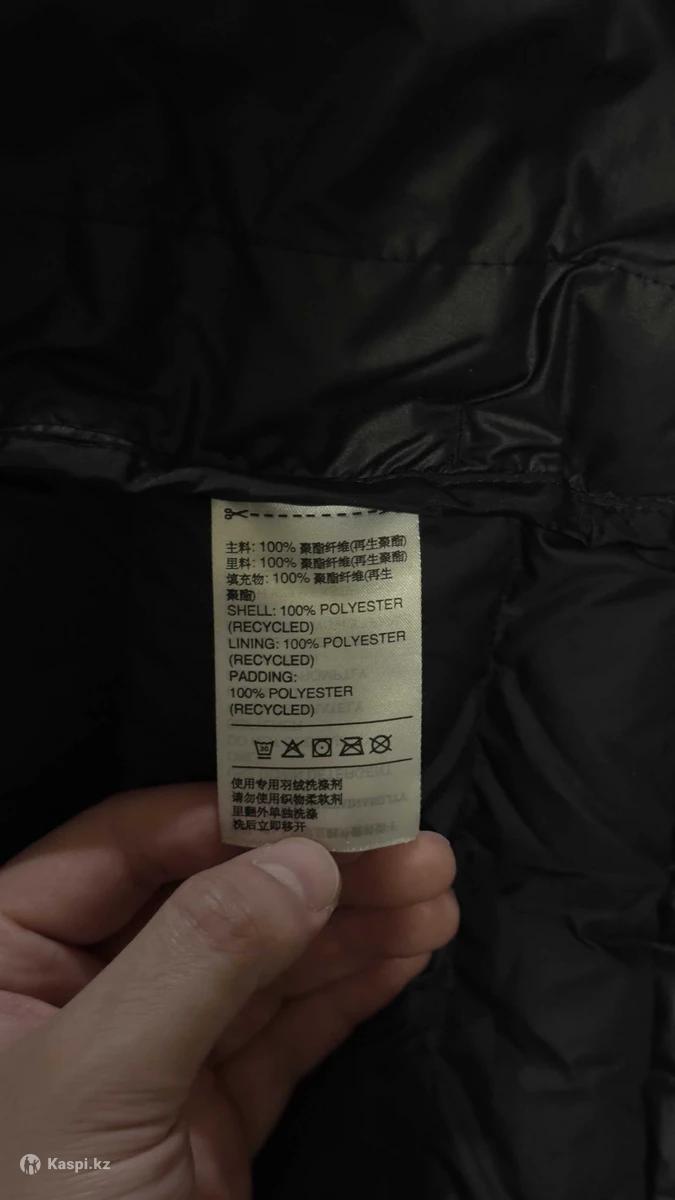 主料: 100% 聚酯纤维(再生聚酯)
里料: 100% 聚酯纤维(再生聚酯)
填充物: 100% 聚酯纤维(再生
聚酯)
SHELL: 100% POLYESTER
(RECYCLED)
LINING: 100% POLYESTER
(RECYCLED)
PADDING:
100% POLYESTER
(RECYCLED)
30
使用专用羽绒洗涤剂
请勿使用织物柔软剂
里翻外单独洗涤
洗后立即移开
Kaspi.kz